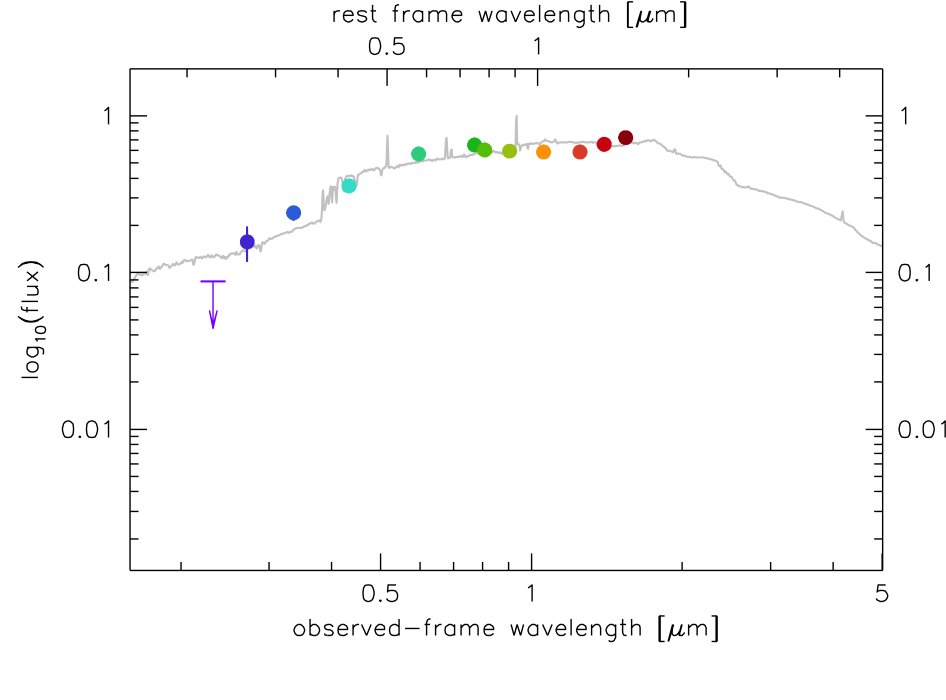 rest frame wavelength [μm]
0.5 1
1 1
0.1 0.1
0.01 0.01
log10(flux)
0.5 1 5
observed-frame wavelength [μm]